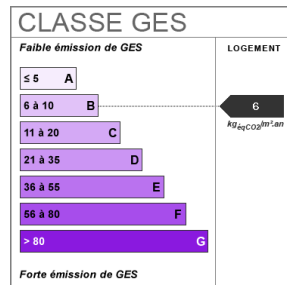 CLASSE GES
Faible émission de GES
LOGEMENT
≤ 5 A
6 à 10 B
6
kgéqCO2/m².an
11 à 20 C
21 à 35 D
36 à 55 E
56 à 80 F
> 80 G
Forte émission de GES